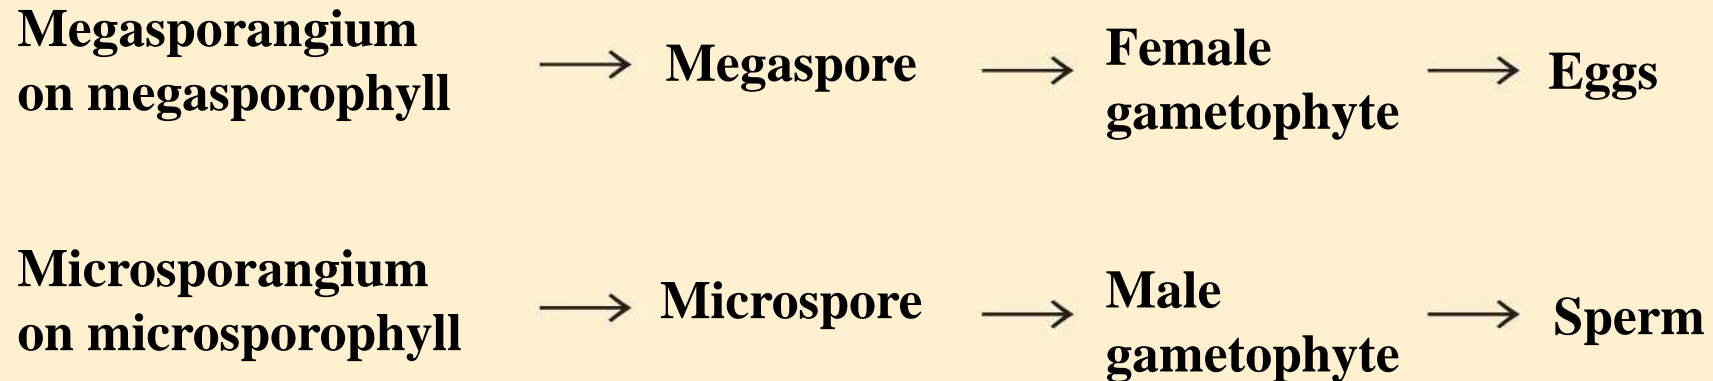 Megasporangium
on megasporophyll
Megaspore
Female
gametophyte
Eggs
Microsporangium
on microsporophyll
Microspore
Male
gametophyte
Sperm